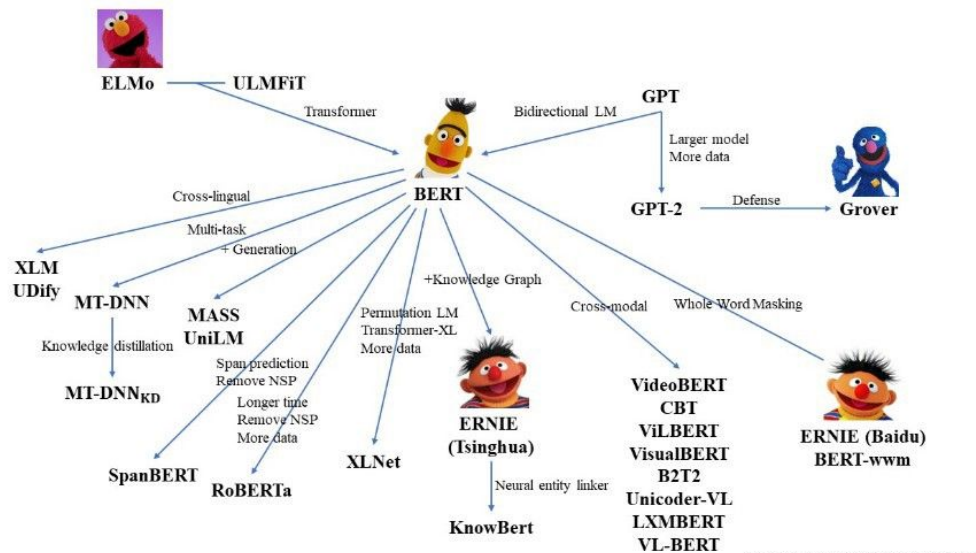 ELMo
ULMFiT
Transformer
BERT
Bidirectional LM
GPT
Larger model
More data
GPT-2
Defense
Grover
Cross-lingual
XLM
UDify
Multi-task
MT-DNN
Knowledge distillation
MT-DNNKD
+ Generation
MASS
UniLM
Span prediction
Remove NSP
SpanBERT
Longer time
Remove NSP
More data
RoBERTa
Permutation LM
Transformer-XL
More data
XLNet
+Knowledge Graph
ERNIE
(Tsinghua)
Neural entity linker
KnowBert
Cross-modal
VideoBERT
CBT
ViLBERT
VisualBERT
B2T2
Unicoder-VL
LXMBERT
VL-BERT
Whole Word Masking
ERNIE (Baidu)
BERT-wwm